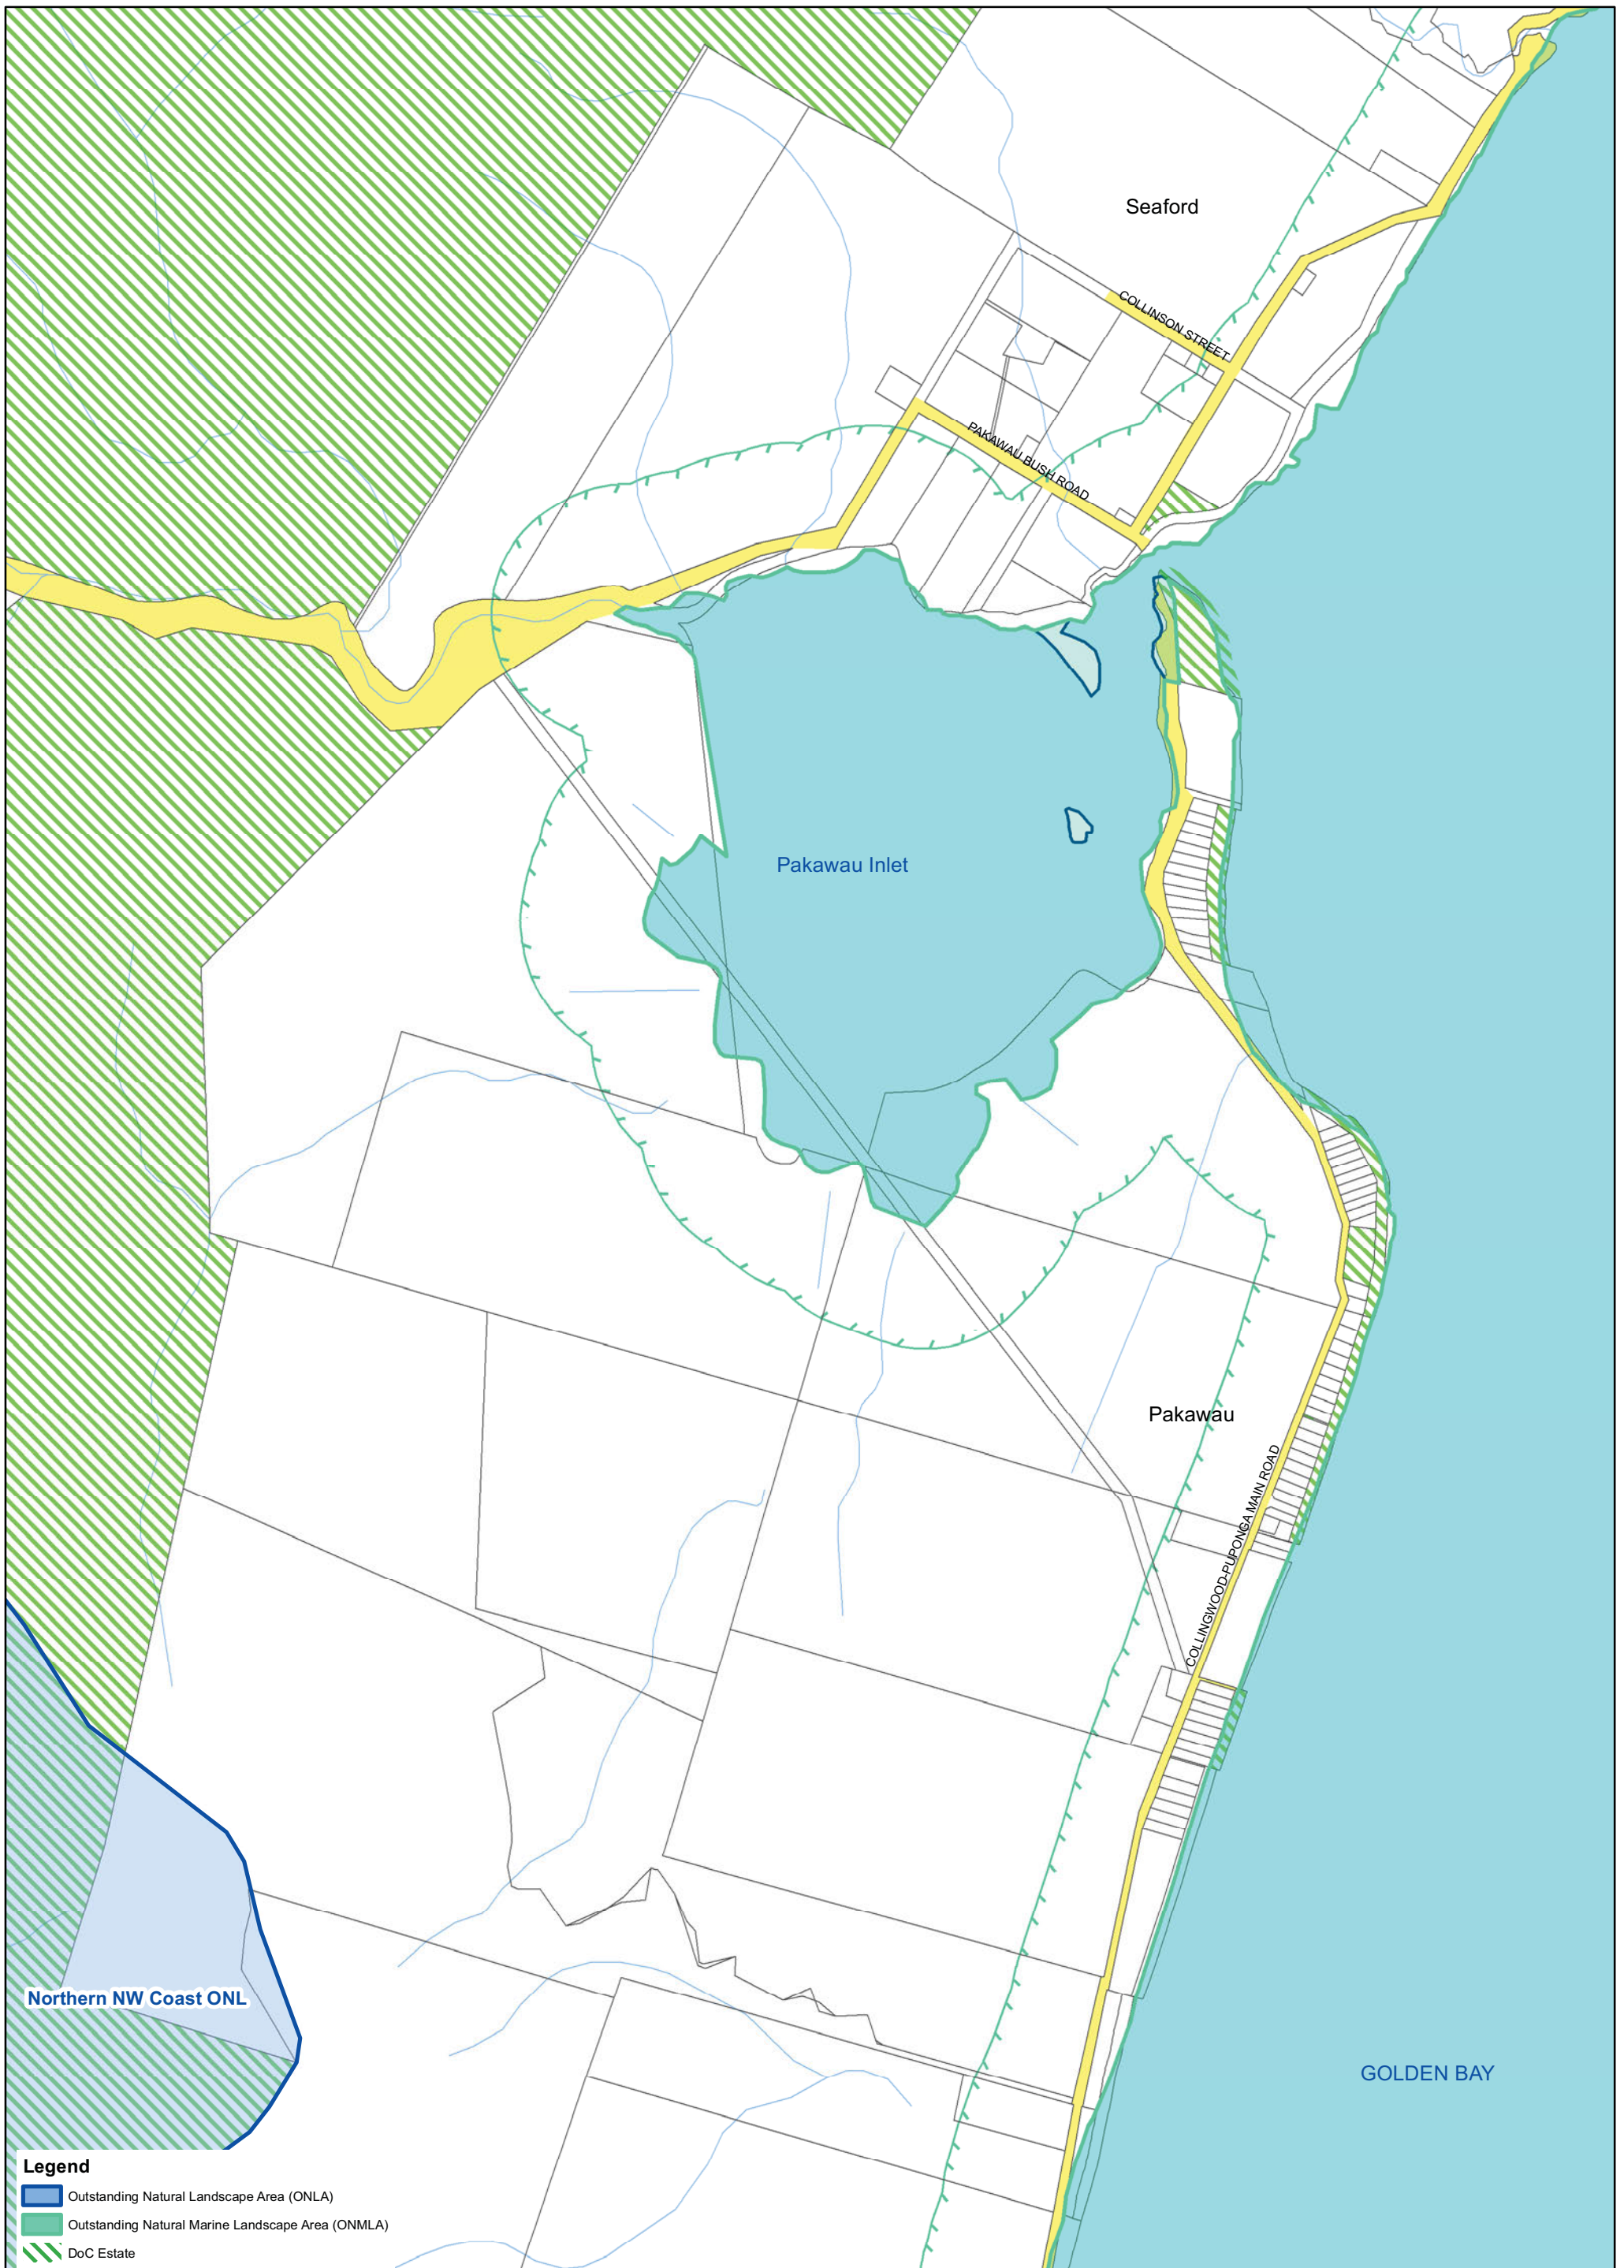 Seaford
COLLINSON STREET
PAKAWAU BUSH ROAD
Pakawau Inlet
Pakawau
COLLINGWOOD-PUPONGA MAIN ROAD
Northern NW Coast ONL
GOLDEN BAY
Legend
Outstanding Natural Landscape Area (ONLA)
Outstanding Natural Marine Landscape Area (ONMLA)
DoC Estate